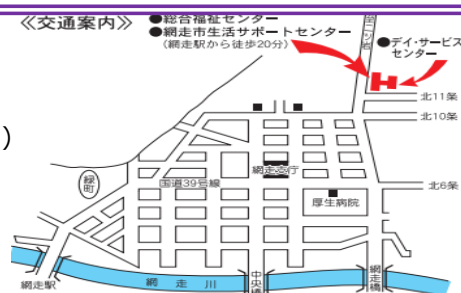 ≪交通案内≫
●総合福祉センター
●網走市生活サポートセンター
(網走駅から徒歩20分)
●デイ・サービス
センター
北11条
北10条
)
網走支庁
緑町
国道39号線
北6条
厚生病院
網走川
中央橋
網走橋
網走駅